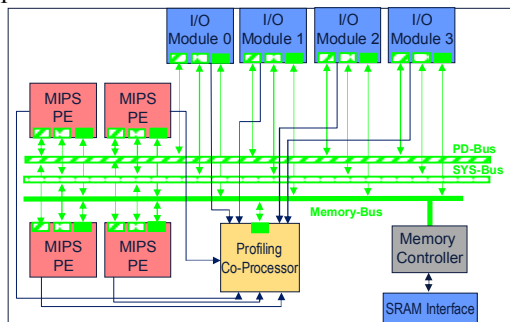 I/O
Module 0
I/O
Module 1
I/O
Module 2
I/O
Module 3
MIPS
PE
MIPS
PE
PD-Bus
SYS-Bus
Memory-Bus
MIPS
PE
MIPS
PE
Profiling
Co-Processor
Memory
Controller
SRAM Interface